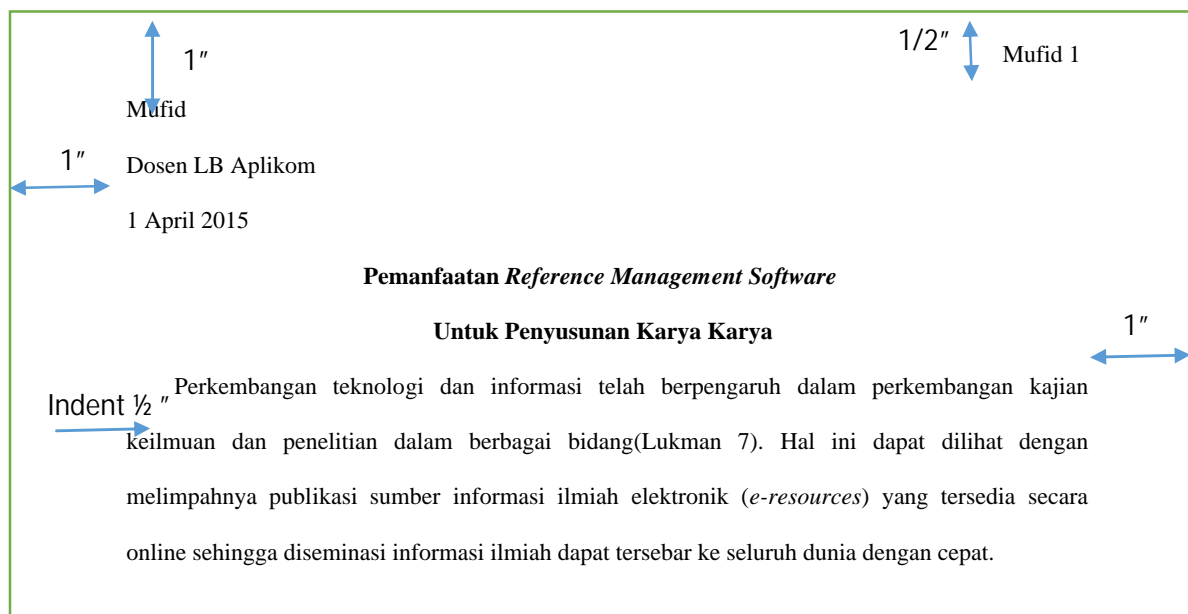 1/2" Mufid 1
1"
Mufid
1"
Dosen LB Aplikom
1 April 2015
Pemanfaatan Reference Management Software
Untuk Penyusunan Karya Karya
1"
Perkembangan teknologi dan informasi telah berpengaruh dalam perkembangan kajian
Indent ½ "
keilmuan dan penelitian dalam berbagai bidang(Lukman 7). Hal ini dapat dilihat dengan
melimpahnya publikasi sumber informasi ilmiah elektronik (e-resources) yang tersedia secara
online sehingga diseminasi informasi ilmiah dapat tersebar ke seluruh dunia dengan cepat.